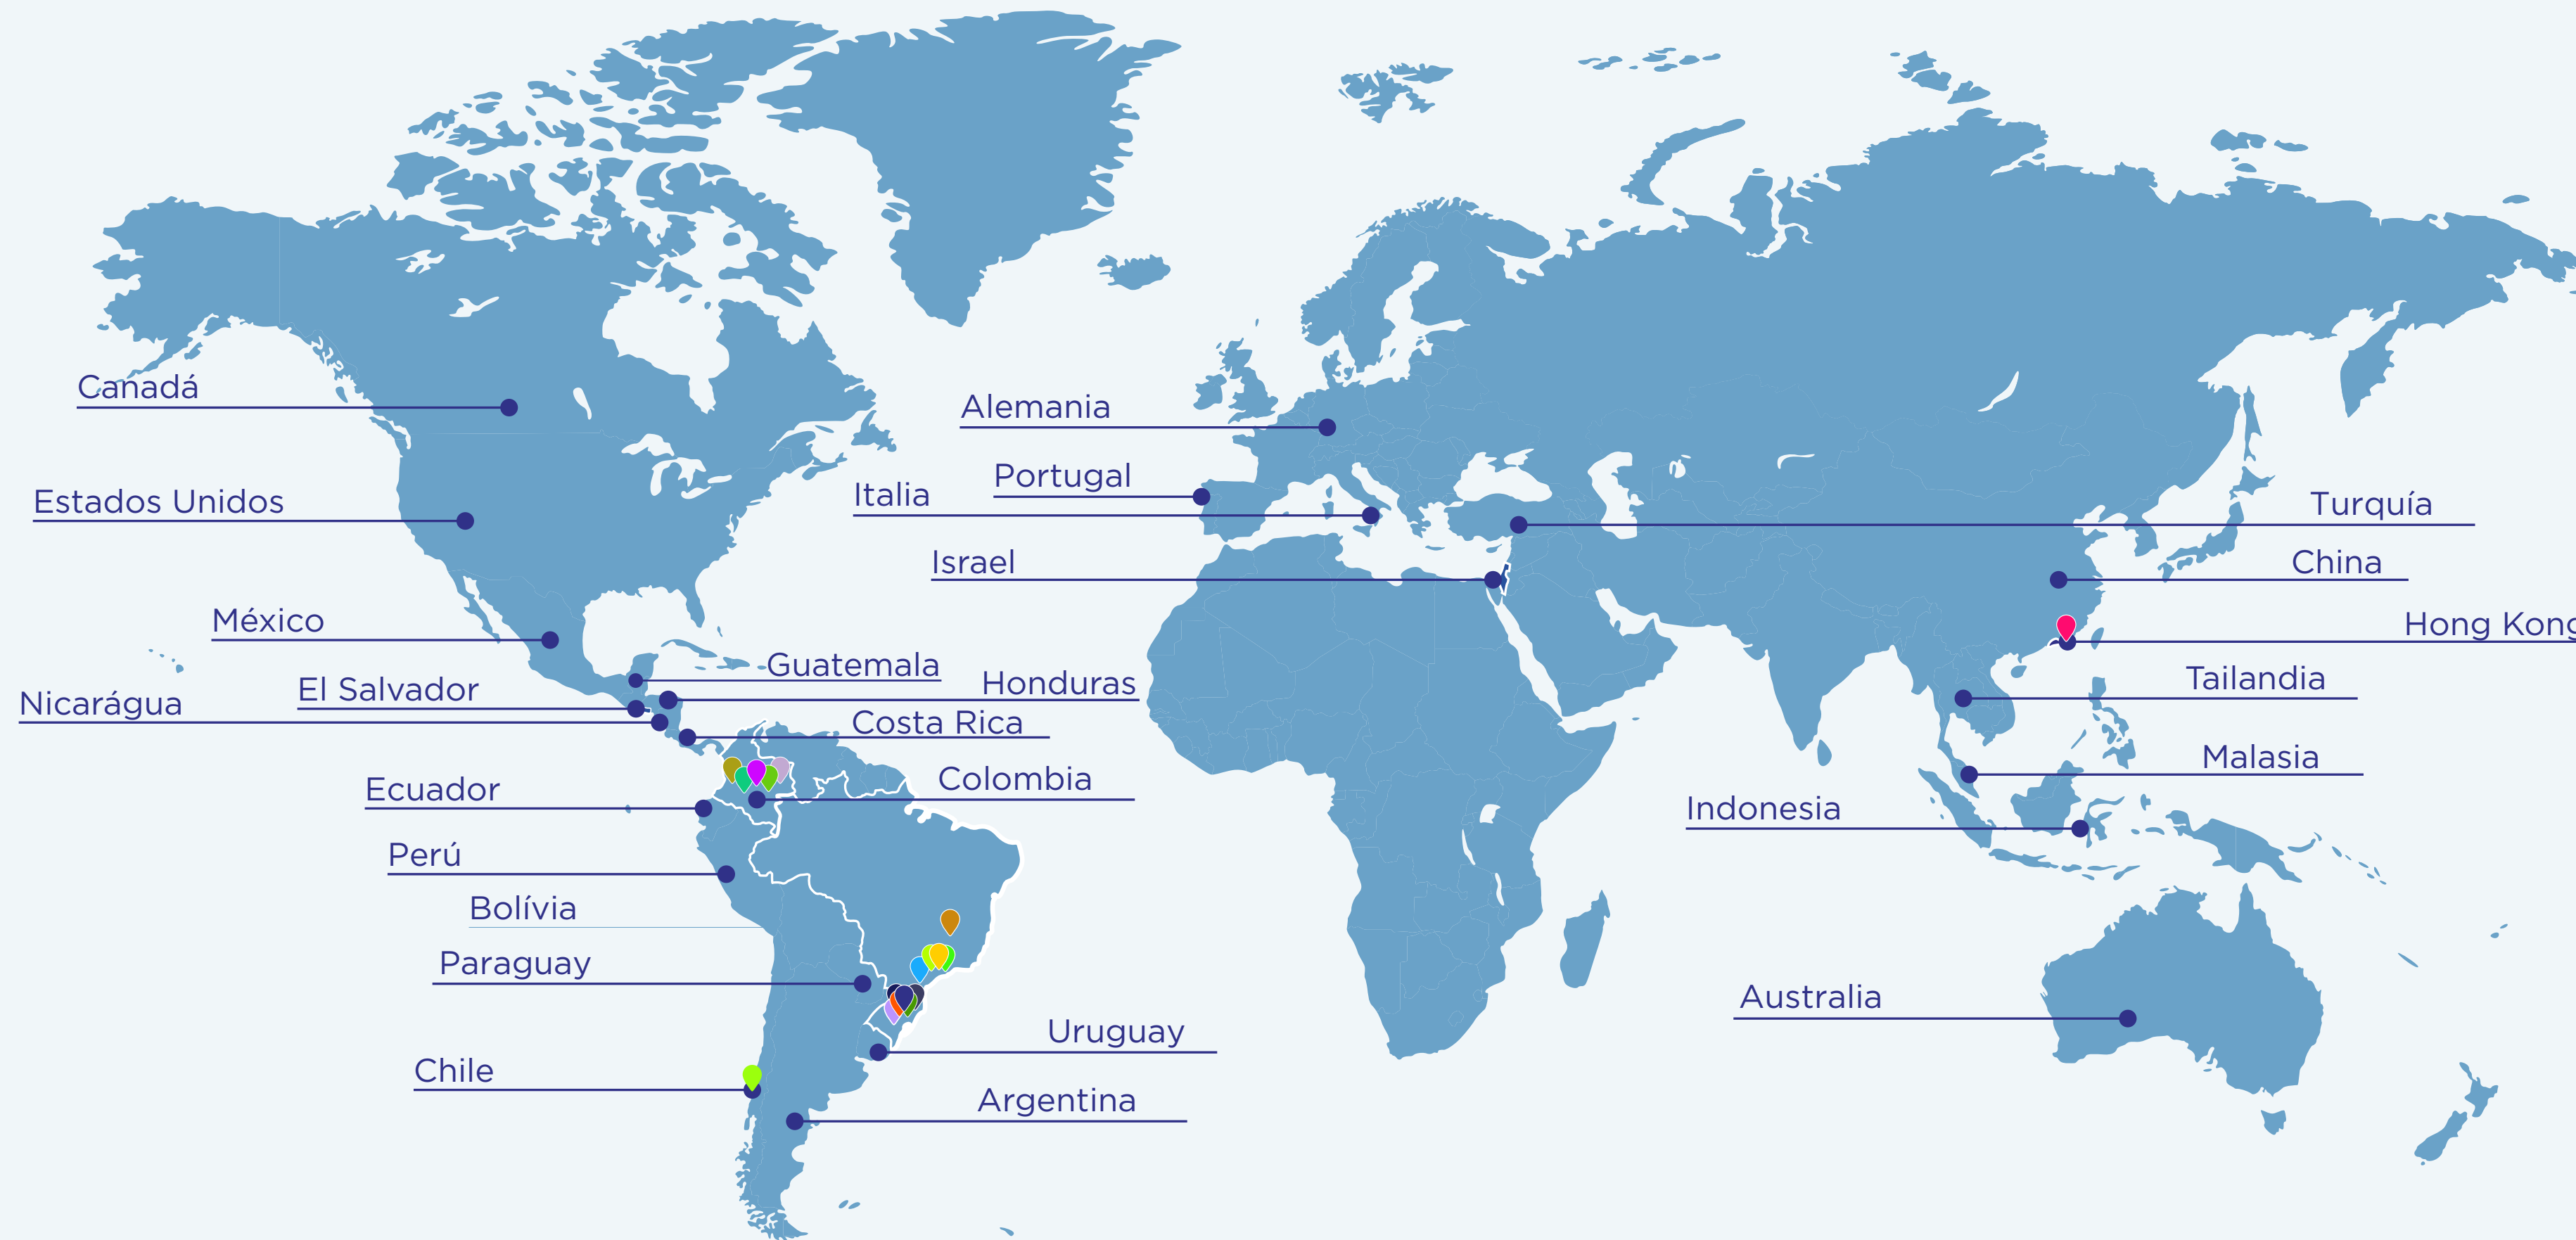 Canadá
Alemania
Portugal
Italia
Estados Unidos
Turquía
Israel
China
México
Hong Kong
Guatemala
Tailandia
El Salvador
Honduras
Nicarágua
Costa Rica
Malasia
Colombia
Ecuador
Indonesia
Perú
Bolívia
Paraguay
Australia
Uruguay
Chile
Argentina